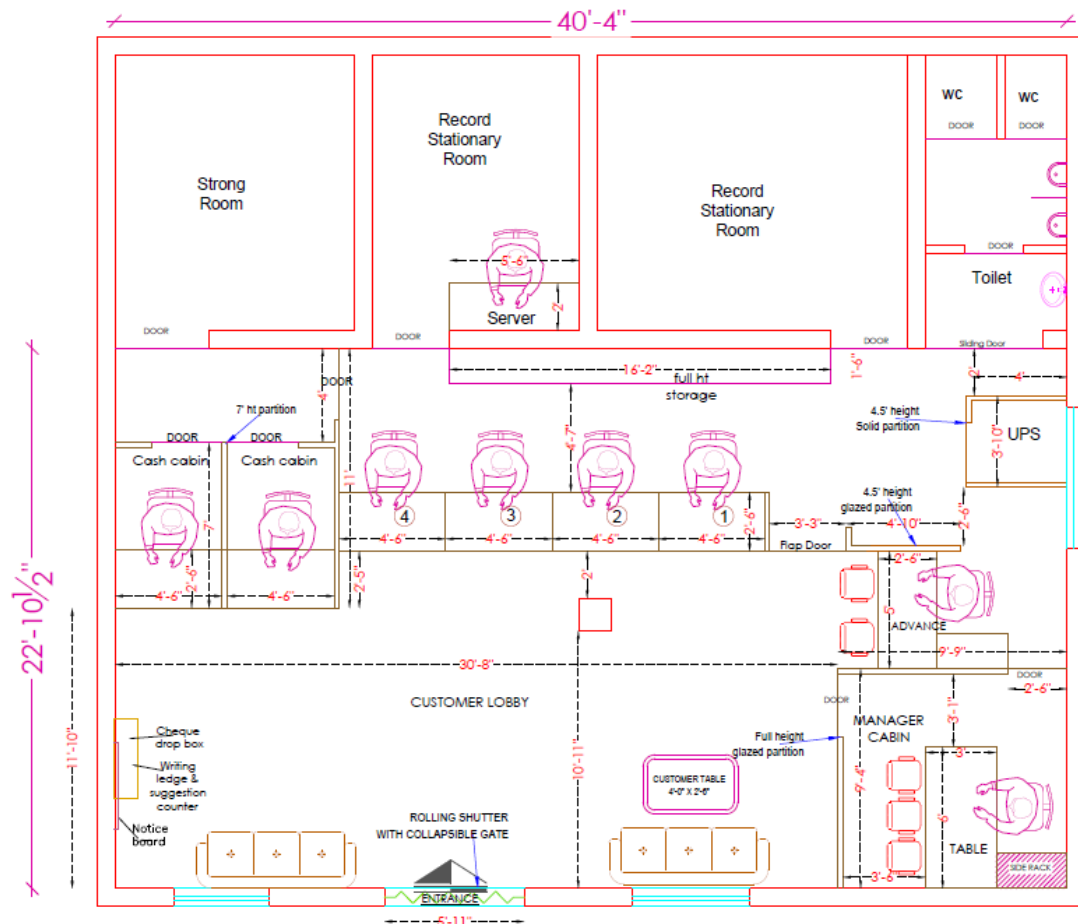 40'-4"
WC
WC
DOOR
DOOR
Record
Stationary
Room
Strong
Room
Record
Stationary
Room
5'-6"
DOOR
Toilet
2'
Server
DOOR
DOOR
DOOR
Sliding Door
16'-2"
1'-6"
2'
4'
full ht
storage
DOOR
4'
7' ht partition
4.5' height
Solid partition
UPS
3'-10"
DOOR
DOOR
4'-7"
Cash cabin
Cash cabin
11'
4.5' height
glazed partition
4
3
2
1
2'-6"
7'
4'-6"
4'-6"
4'-6"
4'-6"
3'-3"
4'-10"
2'-6"
Flap Door
2'-6"
2'-6"
2'-5"
2'
4'-6"
4'-6"
5'
ADVANCE
22'-10½"
30'-8"
9'-9"
DOOR
2'-6"
CUSTOMER LOBBY
DOOR
MANAGER
CABIN
3'-1"
Cheque
drop box
Full height
glazed partition
11'-10"
10'-11"
3'
Writing
ledge &
suggestion
counter
CUSTOMER TABLE
4'-0" X 2'-6"
9'-4"
ROLLING SHUTTER
WITH COLLAPSIBLE GATE
Notice
board
6'
TABLE
SIDE RACK
3'-6"
ENTRANCE
5'-11"